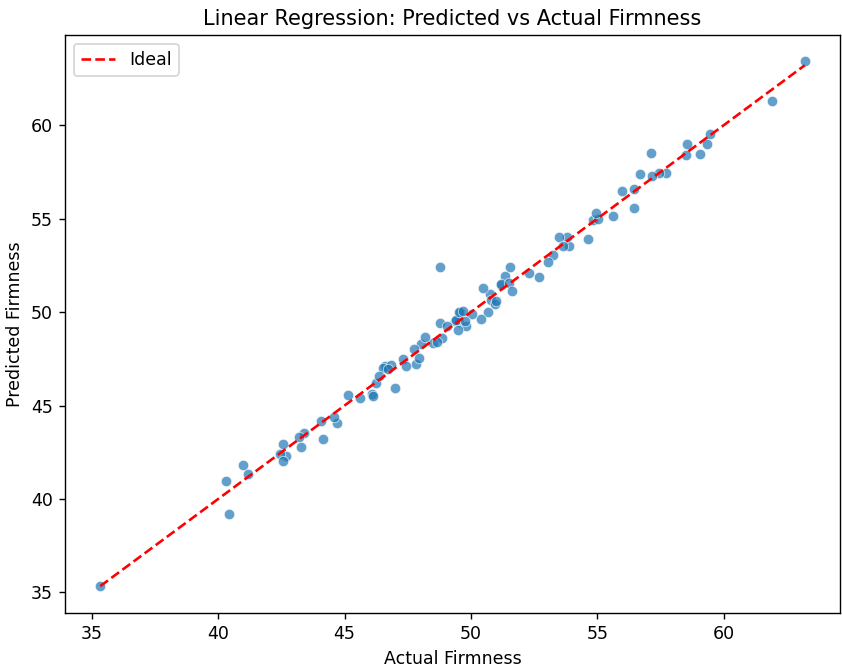 Linear Regression: Predicted vs Actual Firmness
Ideal
Predicted Firmness
60
55
50
45
40
35
35 40 45 50 55 60
Actual Firmness